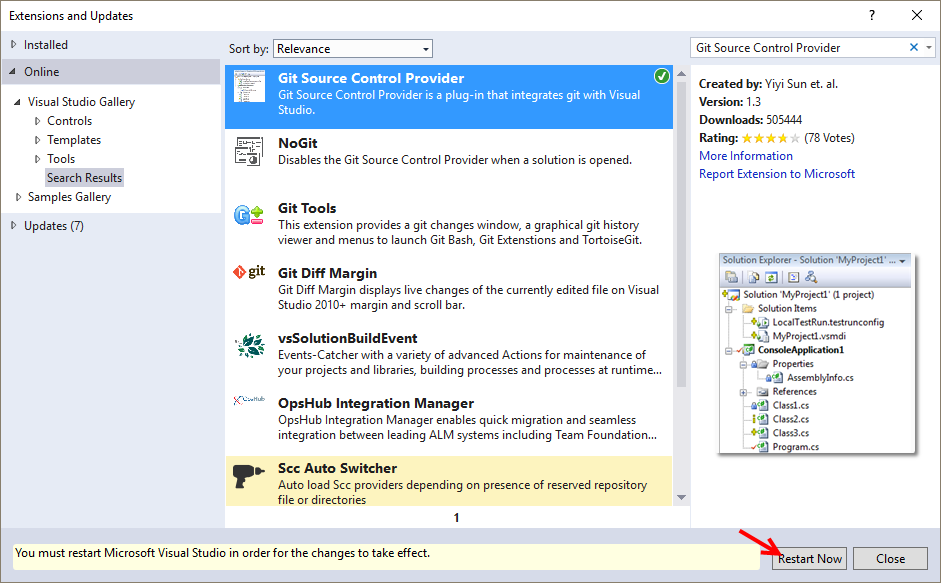 Extensions and Updates
?
Installed
Online
Visual Studio Gallery
Controls
Templates
Tools
Search Results
Samples Gallery
Updates (7)
Sort by: Relevance
Git Source Control Provider
Git Source Control Provider is a plug-in that integrates git with Visual
Studio.
NoGit
Disables the Git Source Control Provider when a solution is opened.
Git Tools
This extension provides a git changes window, a graphical git history
viewer and menus to launch Git Bash, Git Extenstions and TortoiseGit.
git
Git Diff Margin
Git Diff Margin displays live changes of the currently edited file on Visual
Studio 2010+ margin and scroll bar.
vsSolutionBuildEvent
Events-Catcher with a variety of advanced Actions for maintenance of
your projects and libraries, building processes and processes at runtime...
OpsHub
OpsHub Integration Manager
OpsHub Integration Manager enables quick migration and seamless
integration between leading ALM systems including Team Foundation...
Scc Auto Switcher
Auto load Scc providers depending on presence of reserved repository
file or directories
1
Git Source Control Provider
Created by: Yiyi Sun et. al.
Version: 1.3
Downloads: 505444
Rating: (78 Votes)
More Information
Report Extension to Microsoft
Solution Explorer - Solution 'MyProject1' ...
Solution 'MyProject1' (1 project)
Solution Items
LocalTestRun.testrunconfig
MyProject1.vsmdi
ConsoleApplication1
Properties
AssemblyInfo.cs
References
Class1.cs
Class2.cs
Class3.cs
Program.cs
You must restart Microsoft Visual Studio in order for the changes to take effect.
Restart Now
Close